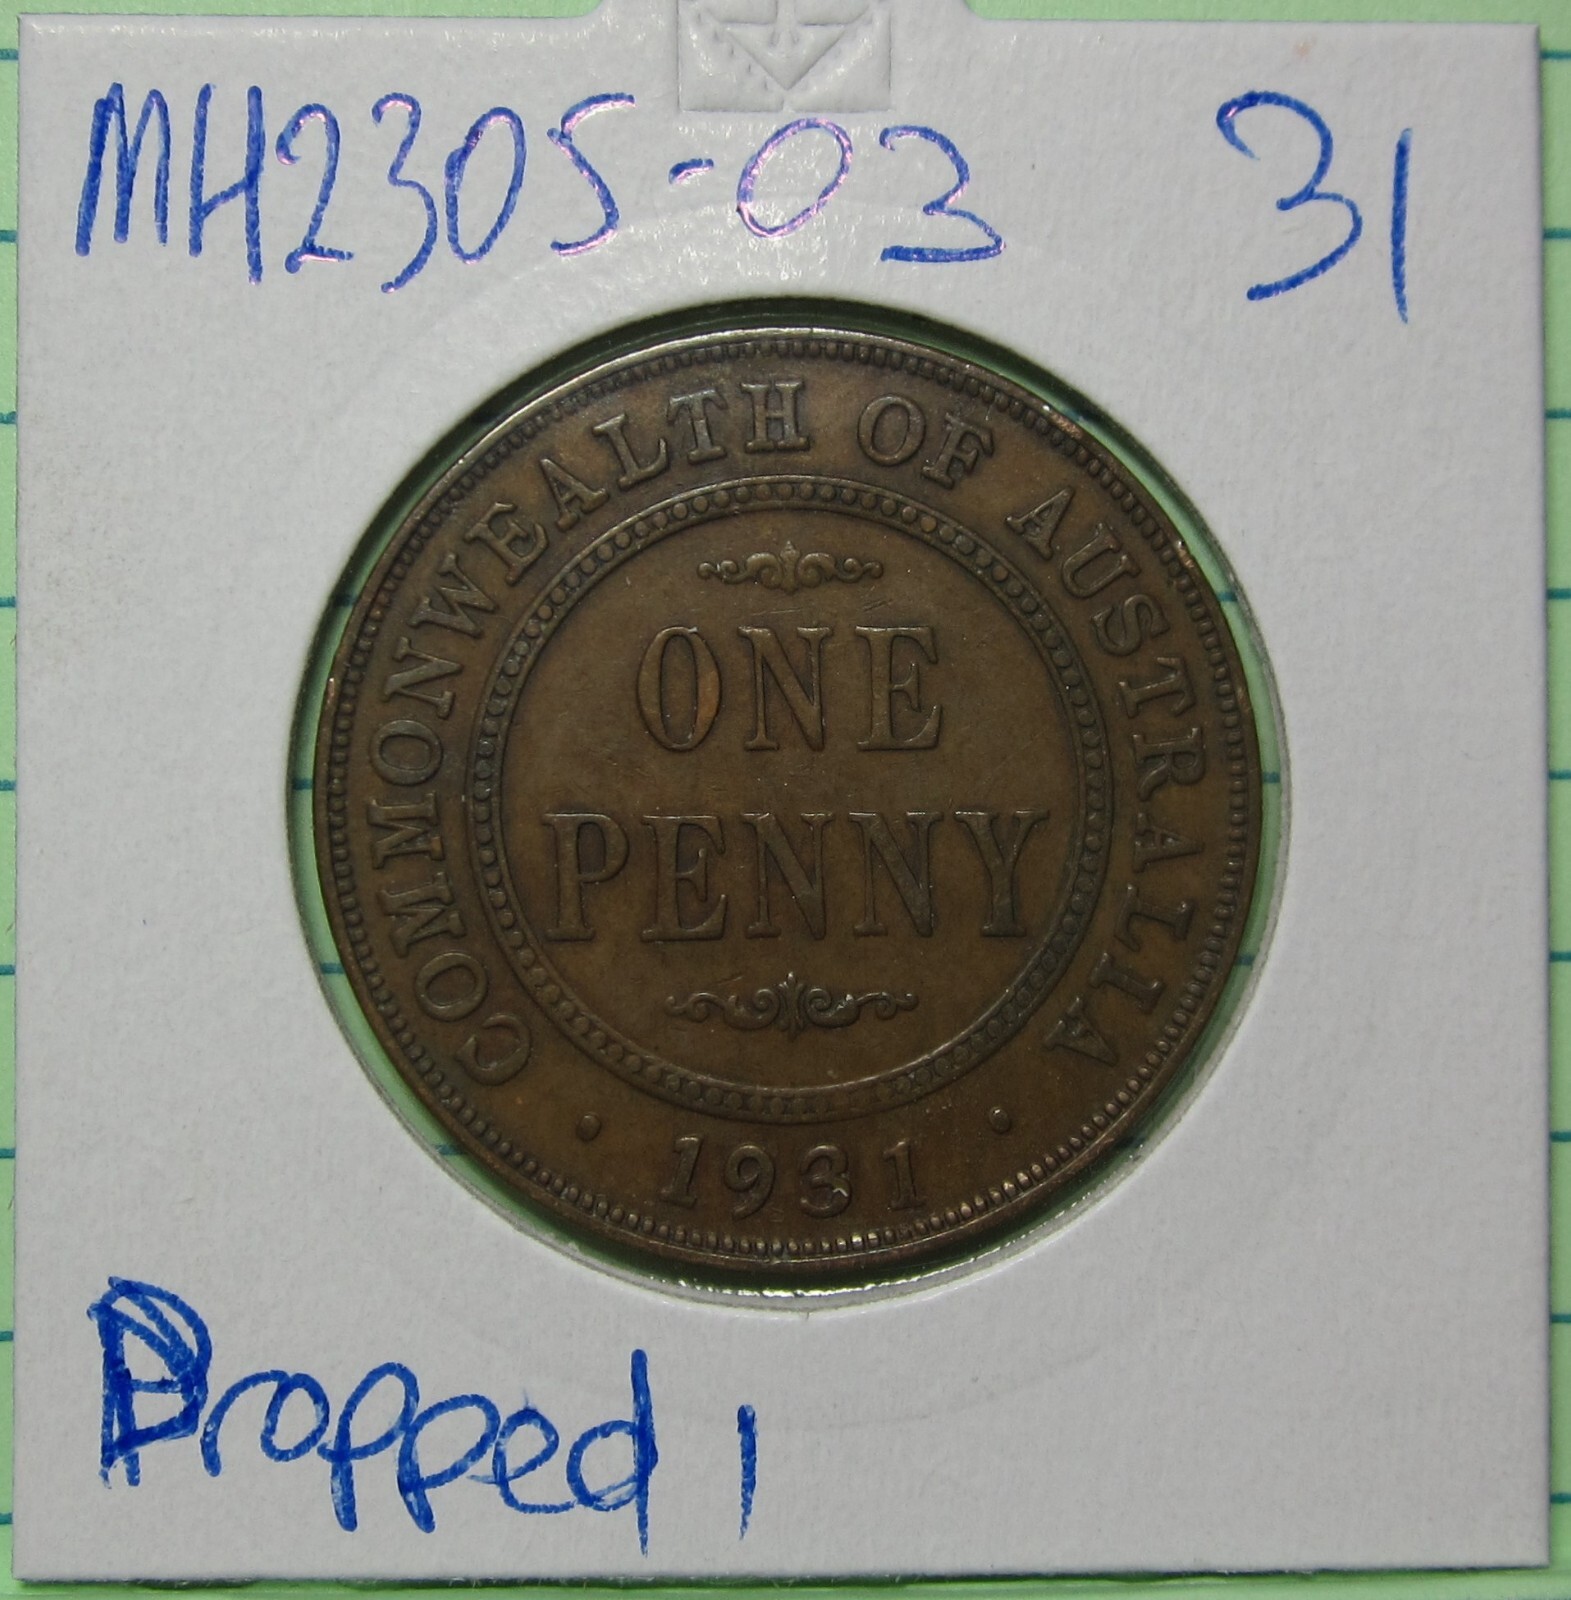 MH2305-03 31
COMMONWEALTH OF AUSTRALIA
ONE
PENNY
· 1931 ·
Dropped 1